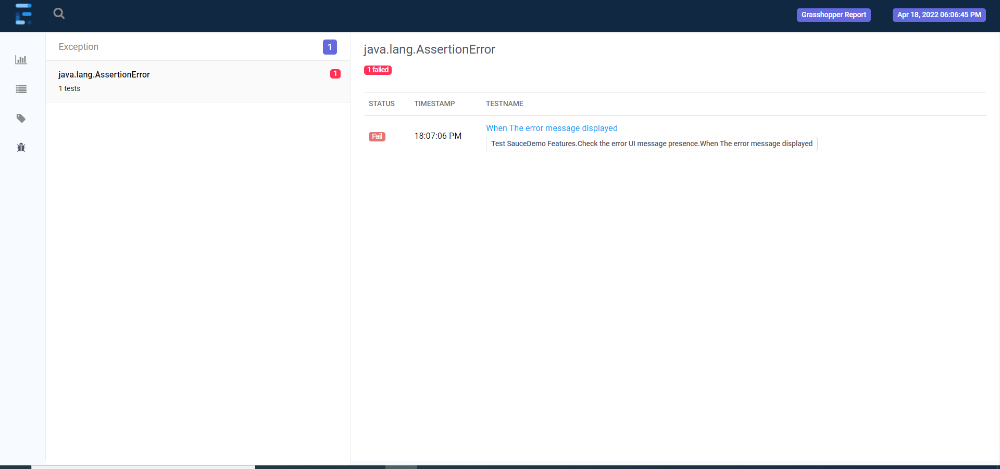 Grasshopper Report
Apr 18, 2022 06:06:45 PM
Exception
1
java.lang.AssertionError
1
1 tests
java.lang.AssertionError
1 failed
STATUS TIMESTAMP TESTNAME
Fail
18:07:06 PM
When The error message displayed
Test SauceDemo Features.Check the error UI message presence.When The error message displayed